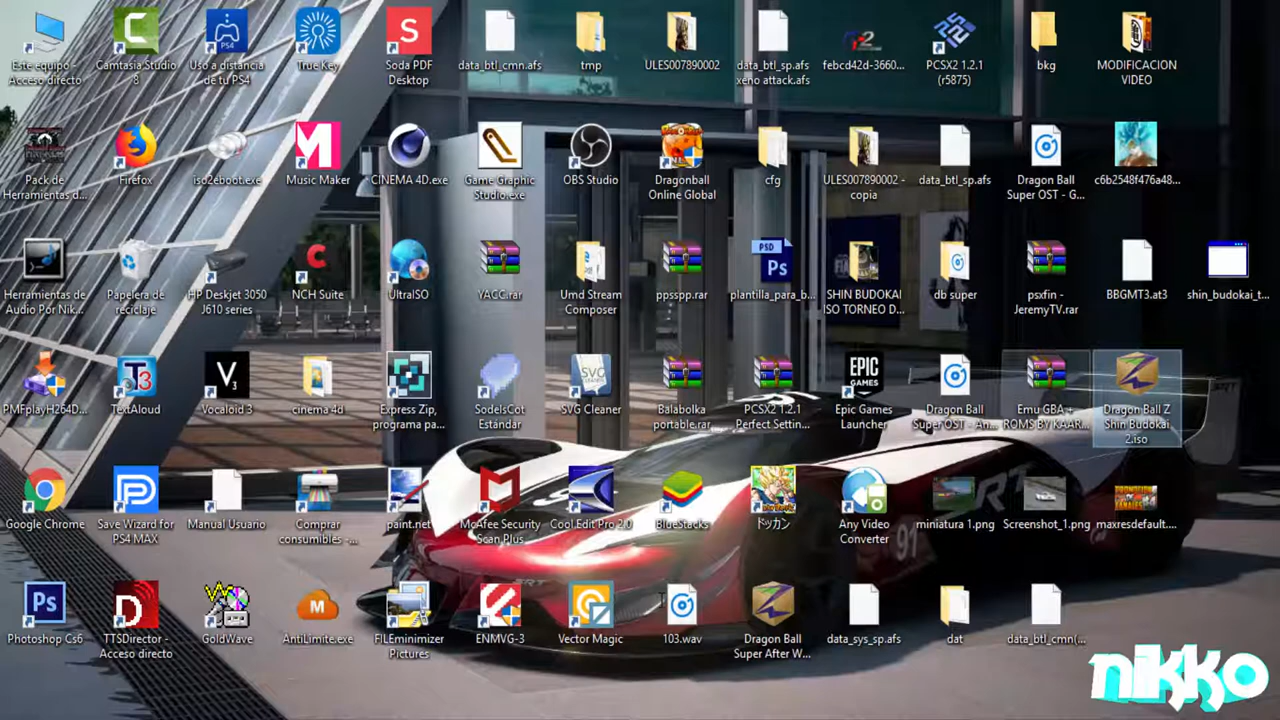 Este equipo -
Acceso directo
Camtasia Studio
8
Uso a distancia
de tu PS4
True Key
Soda PDF
Desktop
data_btl_cmn.afs
tmp
ULES007890002
data_btl_sp.afs
xeno attack.afs
febcd42d-3660...
PCSX2 1.2.1
(r5875)
bkg
MODIFICACION
VIDEO
Pack de
Herramientas d...
Firefox
iso2eboot.exe
Music Maker
CINEMA 4D.exe
Game Graphic
Studio.exe
OBS Studio
Dragonball
Online Global
cfg
ULES007890002 -
copia
data_btl_sp.afs
Dragon Ball
Super OST - G...
c6b2548f476a48...
Herramientas de
Audio Por Nik...
Papelera de
reciclaje
HP Deskjet 3050
J610 series
NCH Suite
UltraISO
YACC.rar
Umd Stream
Composer
ppsspp.rar
PSD
Ps
plantilla_para_b...
SHIN BUDOKAI
ISO TORNEO D...
db super
psxfin -
JeremyTV.rar
BBGMT3.at3
shin_budokai_t...
PMFplayH264D...
TextAloud
Vocaloid 3
cinema 4d
Express Zip,
programa pa...
SodelsCot
Estándar
SVG Cleaner
Balabolka
portable.rar
PCSX2 1.2.1
Perfect Settin...
EPIC
GAMES
Epic Games
Launcher
Dragon Ball
Super OST - An...
Emu GBA +
ROMS BY KAAR...
Dragon Ball Z
Shin Budokai
2.iso
Google Chrome
Save Wizard for
PS4 MAX
Manual Usuario
Comprar
consumibles -...
paint.net
McAfee Security
Scan Plus
Cool Edit Pro 2.0
BlueStacks
ドッカン
Any Video
Converter
miniatura 1.png
Screenshot_1.png
maxresdefault....
Photoshop Cs6
TTSDirector -
Acceso directo
GoldWave
AntiLimite.exe
FILEminimizer
Pictures
ENMVG-3
Vector Magic
103.wav
Dragon Ball
Super After W...
data_sys_sp.afs
dat
data_btl_cmn(...
SRT
91
nikko